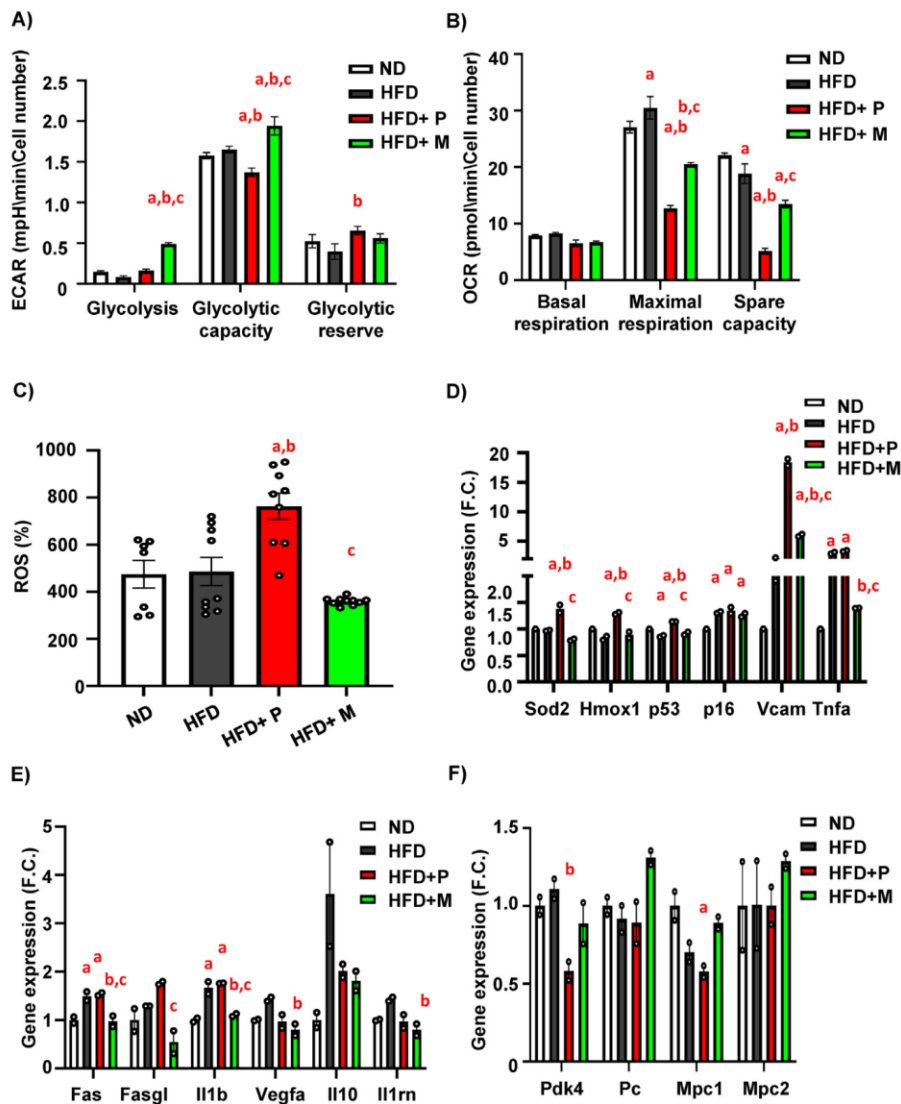 A)
ECAR (mpH\min\Cell number)
2.5
2.0
1.5
1.0
0.5
0
ND
HFD
HFD+ P
HFD+ M
a,b,c
a,b
a,b,c
b
Glycolysis
Glycolytic
capacity
Glycolytic
reserve
B)
OCR (pmol\min\Cell number)
40
30
20
10
0
ND
HFD
HFD+ P
HFD+ M
a
b,c
a,b
a
a,c
a,b
Basal
respiration
Maximal
respiration
Spare
capacity
C)
ROS (%)
1000
800
600
400
200
0
a,b
c
ND
HFD
HFD+ P
HFD+ M
D)
Gene expression (F.C.)
20
15
10
5
2.0
1.5
1.0
0.5
0.0
ND
HFD
HFD+P
HFD+M
a,b
c
a,b
c
a,b
a
c
a
a
a
a,b
a,b,c
a
a
b,c
Sod2
Hmox1
p53
p16
Vcam
Tnfa
E)
Gene expression (F.C.)
5
4
2
1
0
ND
HFD
HFD+P
HFD+M
a
a
b,c
c
a
a
b,c
b
b
Fas
Fasgl
Il1b
Vegfa
Il10
Il1rn
F)
Gene expression (F.C.)
1.5
1.0
0.5
0
ND
HFD
HFD+P
HFD+M
b
a
Pdk4
Pc
Mpc1
Mpc2